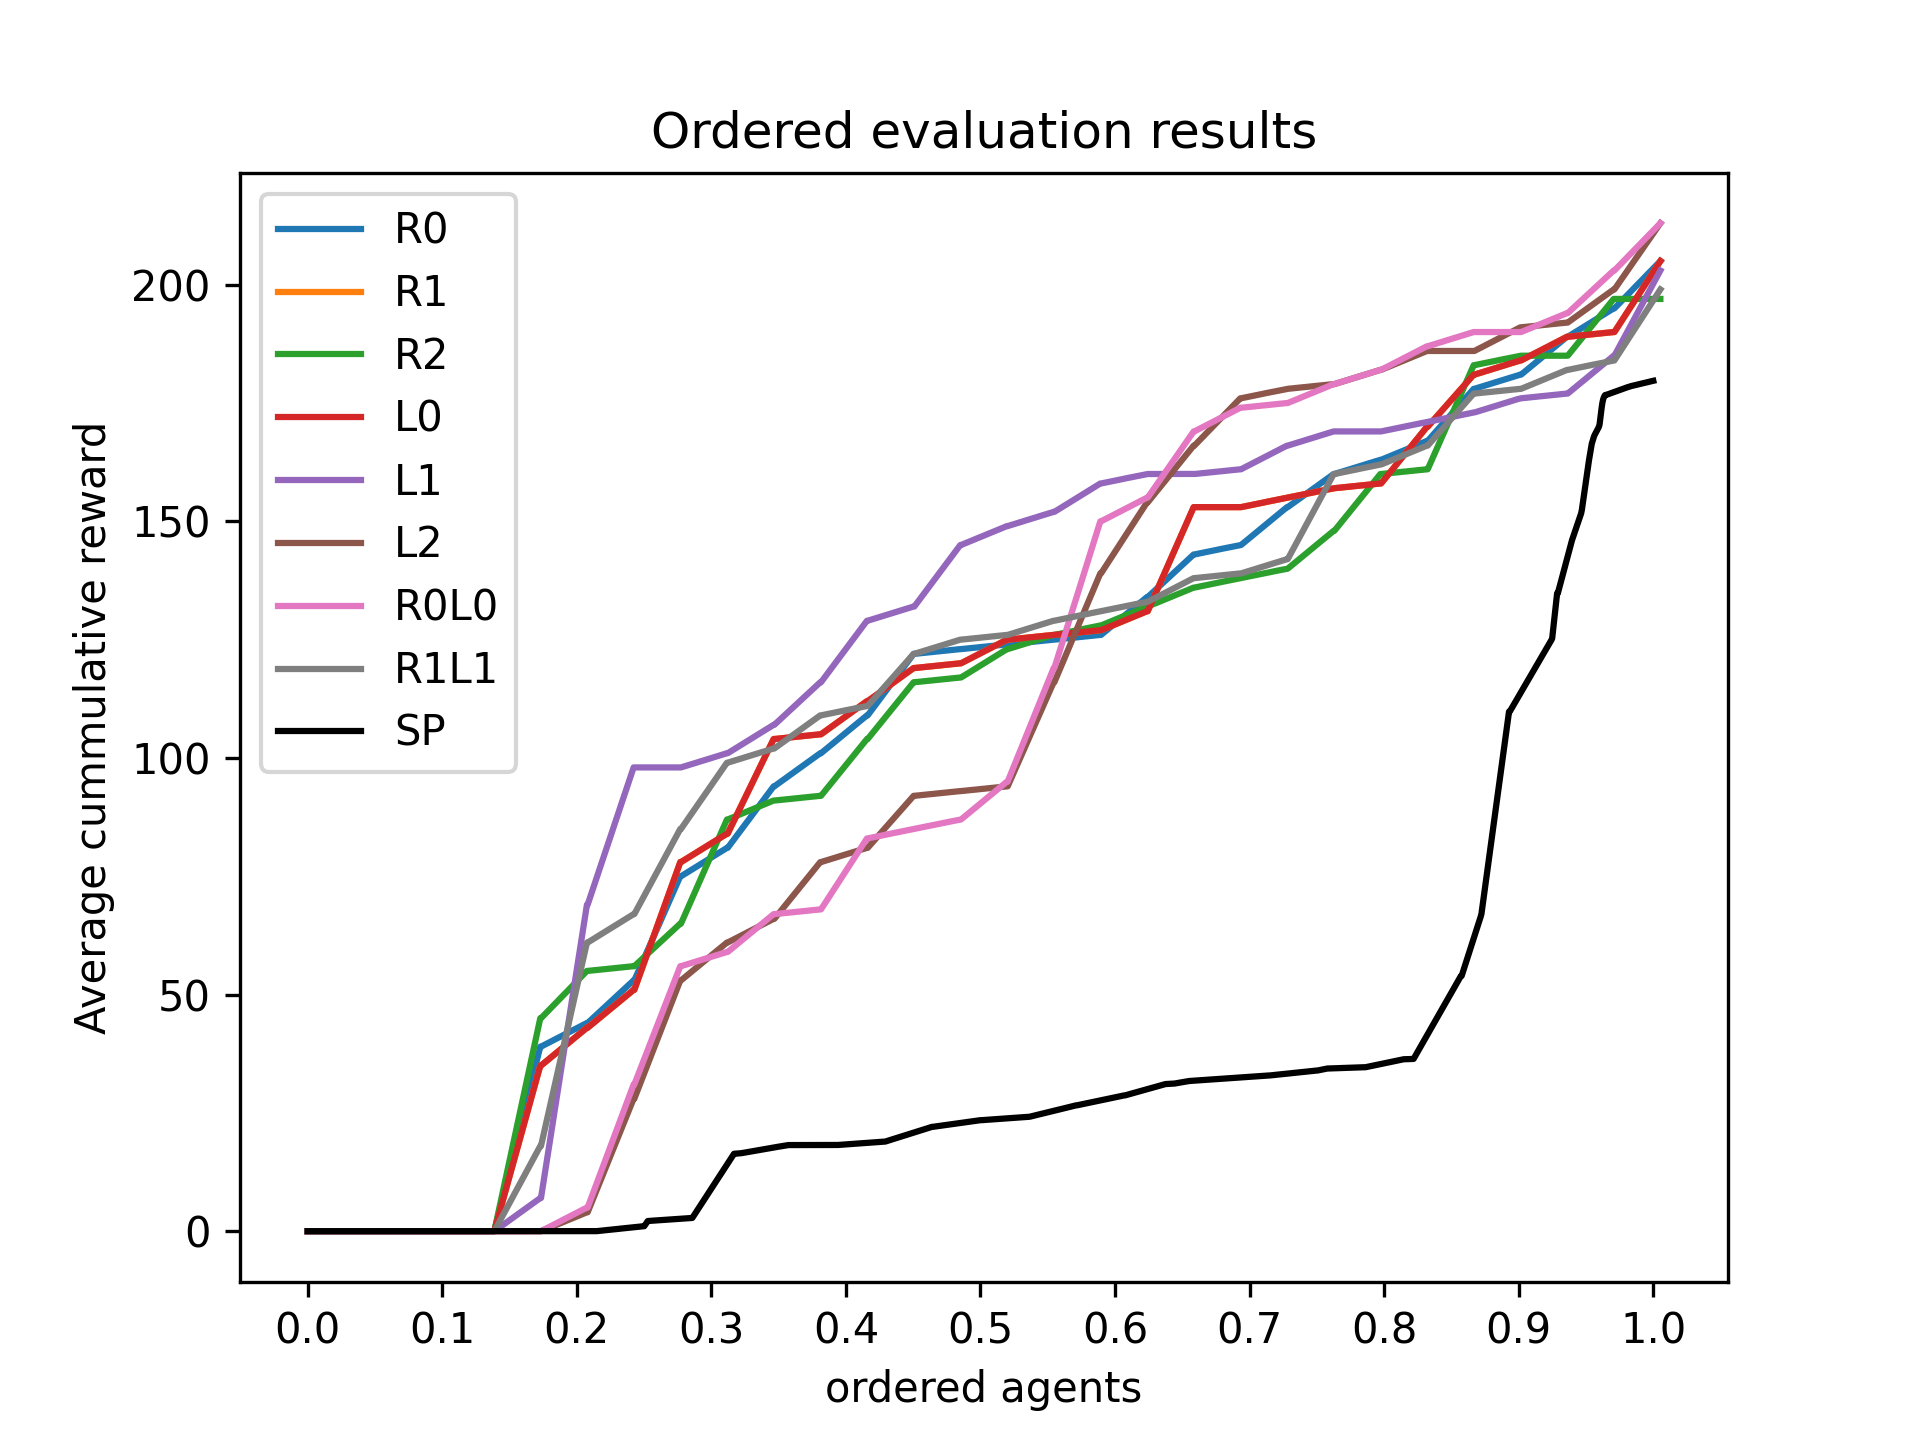 Ordered evaluation results
R0
R1
R2
L0
L1
L2
R0L0
R1L1
SP
Average cummulative reward
200
150
100
50
0
0.0 0.1 0.2 0.3 0.4 0.5 0.6 0.7 0.8 0.9 1.0
ordered agents